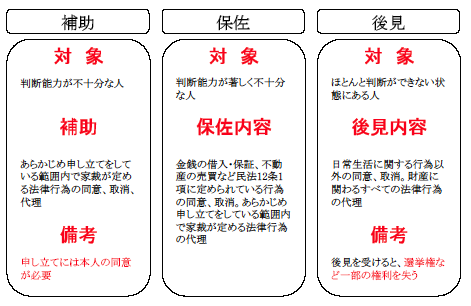 補助
対象
判断能力が不十分な人
補助
あらかじめ申し立てをして
いる範囲内で家裁が定め
る法律行為の同意、取消、
代理
備考
申し立てには本人の同意
が必要
保佐
対象
判断能力が著しく不十分
な人
保佐内容
金銭の借入・保証、不動
産の売買など民法12条1
項に定められている行為
の同意、取消。あらかじめ
申し立てをしている範囲内
で家裁が定める法律行為
の代理
後見
対象
ほとんど判断ができない状
態にある人
後見内容
日常生活に関する行為以
外の同意、取消。財産に
関わるすべての法律行為
の代理
備考
後見を受けると、選挙権な
ど一部の権利を失う